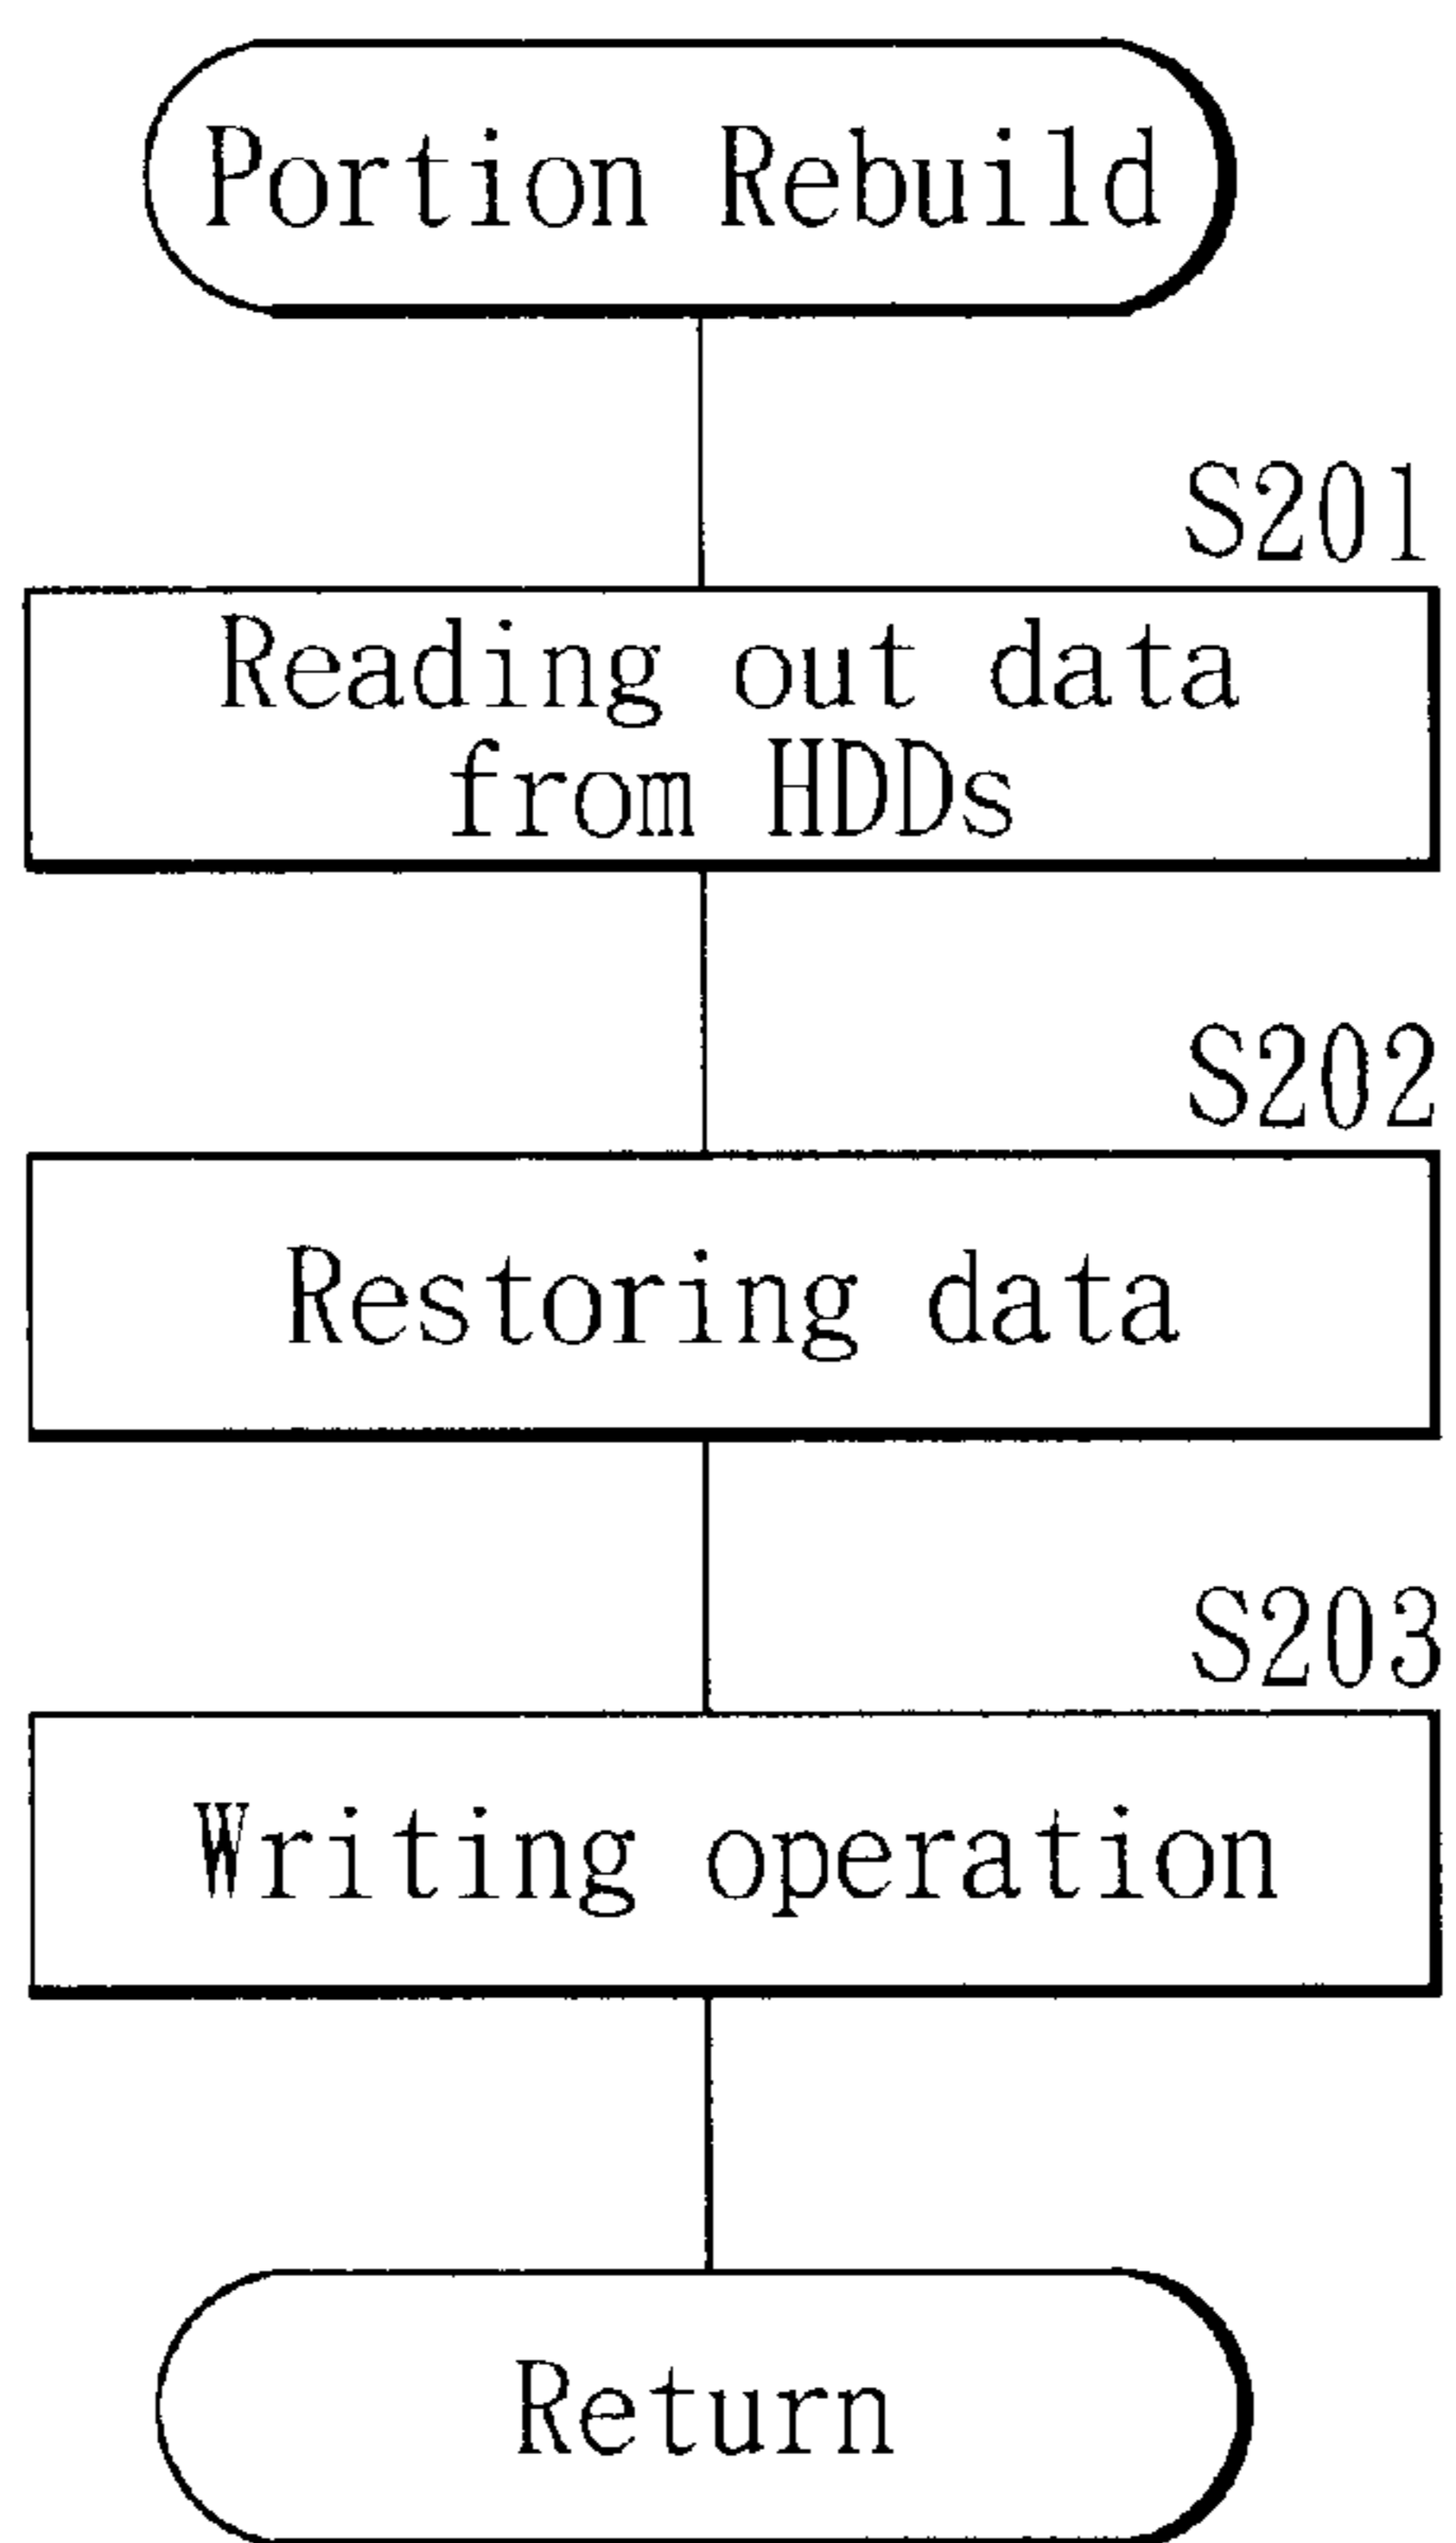 Portion Rebuild
S201
Reading out data
from HDDs
S202
Restoring data
S203
Writing operation
Return